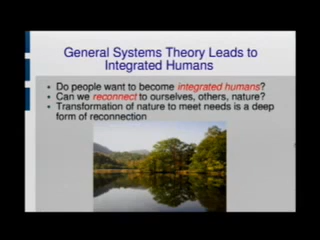 General Systems Theory Leads to
Integrated Humans
• Do people want to become integrated humans?
• Can we reconnect to ourselves, others, nature?
• Transformation of nature to meet needs is a deep
form of reconnection